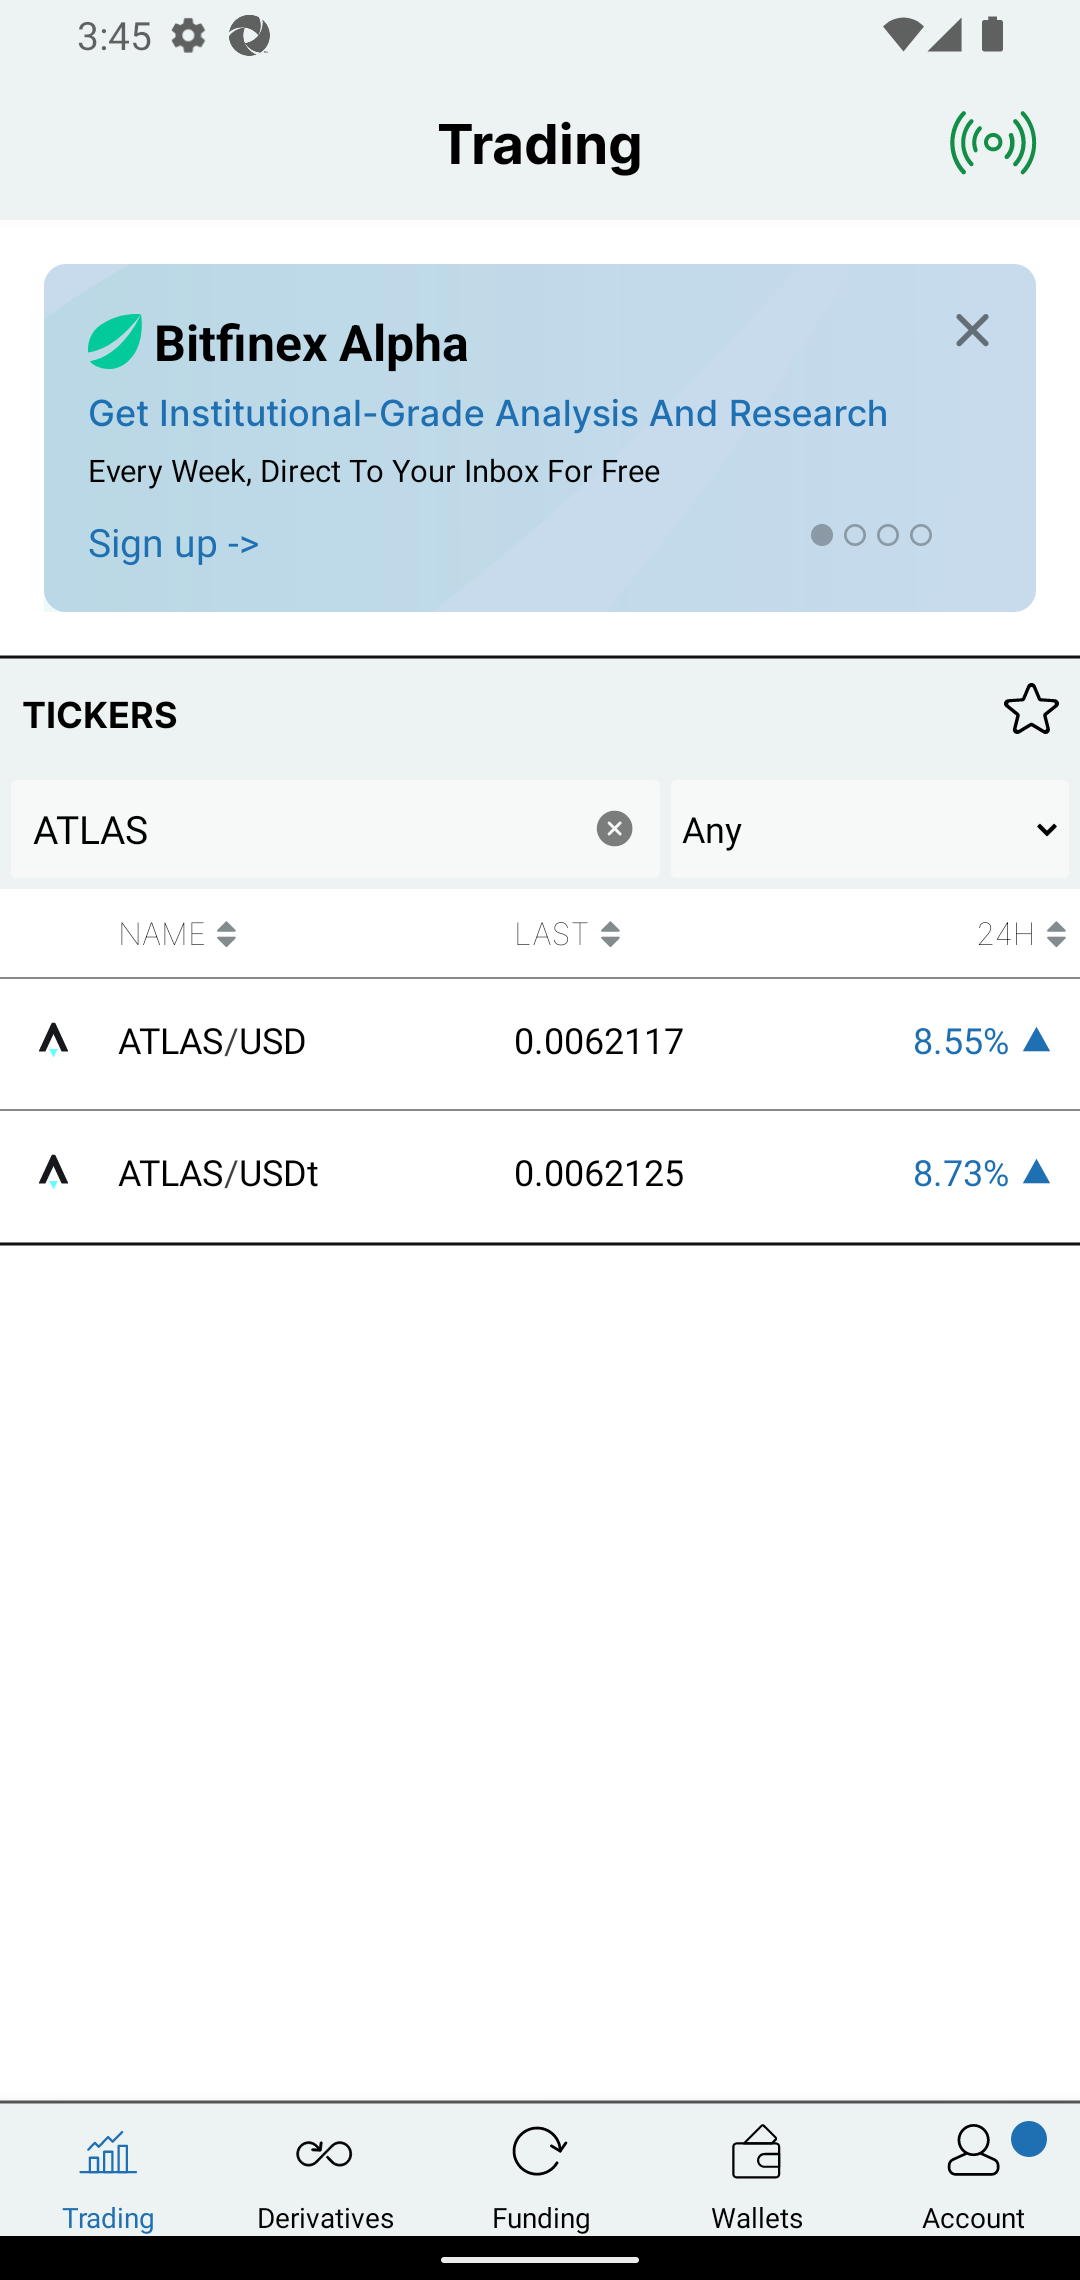 3:45
Trading
Bitfinex Alpha
Get Institutional-Grade Analysis And Research
Every Week, Direct To Your Inbox For Free
Sign up ->
TICKERS
ATLAS
Any
NAME LAST 24H
ATLAS/USD 0.0062117 8.55%
ATLAS/USDt 0.0062125 8.73%
Trading Derivatives Funding Wallets Account